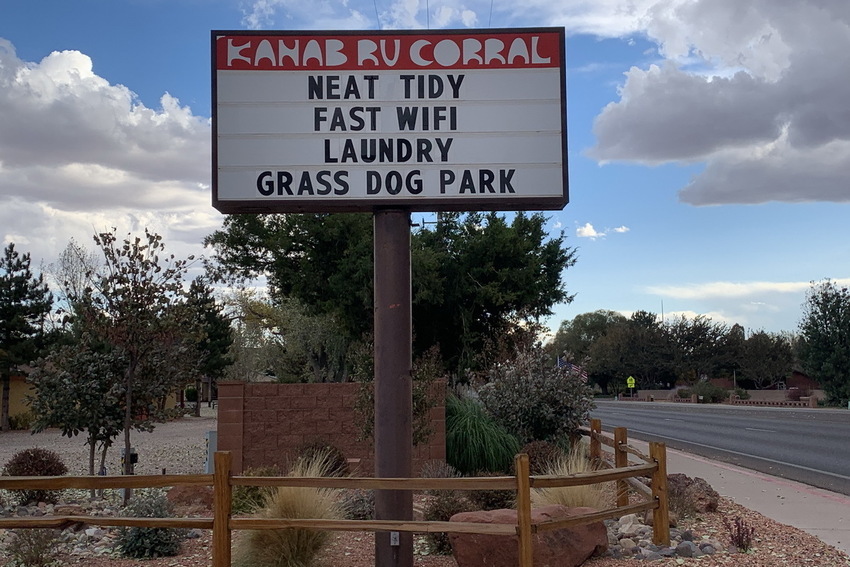 KANAB RV CORRAL
NEAT TIDY
FAST WIFI
LAUNDRY
GRASS DOG PARK